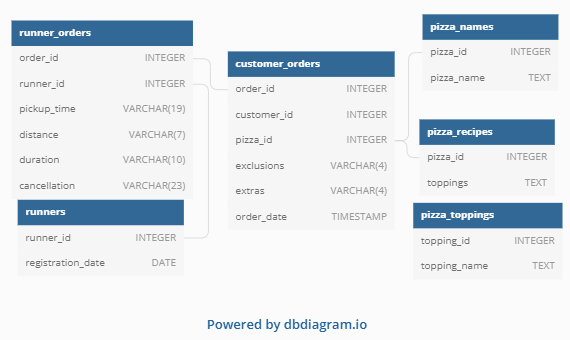 runner_orders
order_id INTEGER
runner_id INTEGER
pickup_time VARCHAR(19)
distance VARCHAR(7)
duration VARCHAR(10)
cancellation VARCHAR(23)
runners
runner_id INTEGER
registration_date DATE
customer_orders
order_id INTEGER
customer_id INTEGER
pizza_id INTEGER
exclusions VARCHAR(4)
extras VARCHAR(4)
order_date TIMESTAMP
pizza_names
pizza_id INTEGER
pizza_name TEXT
pizza_recipes
pizza_id INTEGER
toppings TEXT
pizza_toppings
topping_id INTEGER
topping_name TEXT
Powered by dbdiagram.io